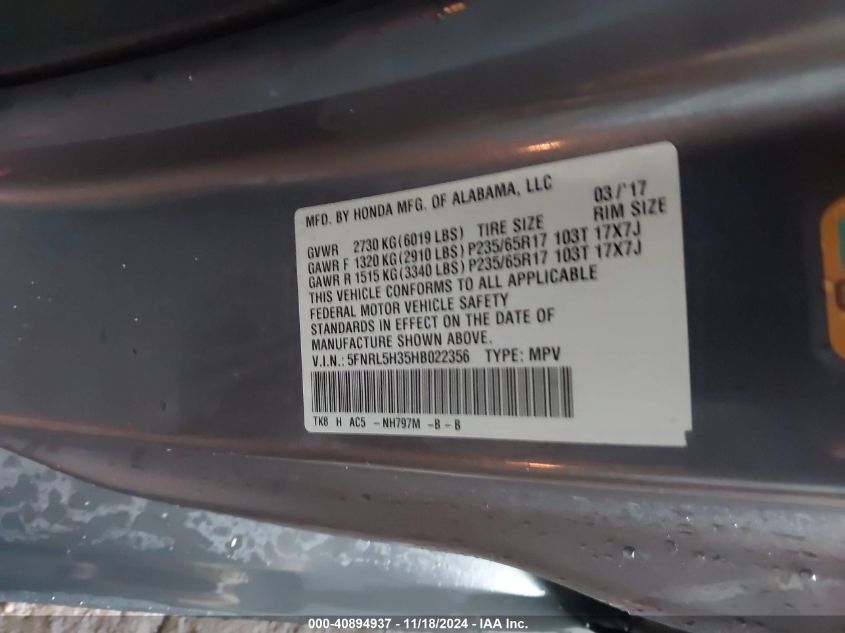 MFD. BY HONDA MFG. OF ALABAMA, LLC 03/'17
GVWR 2730 KG(6019 LBS) TIRE SIZE RIM SIZE
GAWR F 1320 KG(2910 LBS) P235/65R17 103T 17X7J
GAWR R 1515 KG(3340 LBS) P235/65R17 103T 17X7J
THIS VEHICLE CONFORMS TO ALL APPLICABLE
FEDERAL MOTOR VEHICLE SAFETY
STANDARDS IN EFFECT ON THE DATE OF
MANUFACTURE SHOWN ABOVE.
V.I.N.: 5FNRL5H35HB022356 TYPE: MPV
TK8 H AC5 -NH797M -B-B
000-40894937 - 11/18/2024 - IAA Inc.